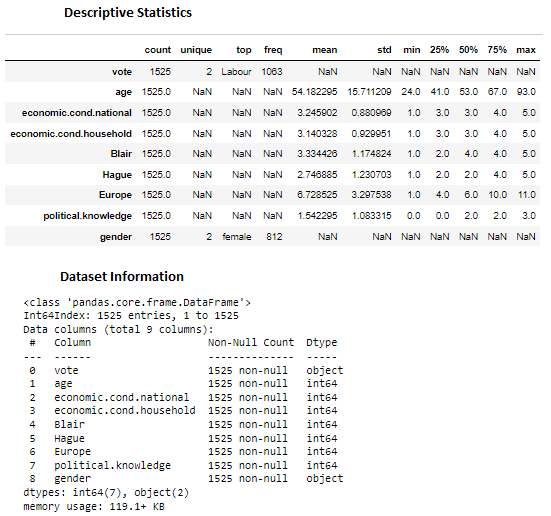 Descriptive Statistics
count unique top freq mean std min 25% 50% 75% max
vote 1525 2 Labour 1063 NaN NaN NaN NaN NaN NaN NaN
age 1525.0 NaN NaN NaN 54.182295 15.711209 24.0 41.0 53.0 67.0 93.0
economic.cond.national 1525.0 NaN NaN NaN 3.245902 0.880969 1.0 3.0 3.0 4.0 5.0
economic.cond.household 1525.0 NaN NaN NaN 3.140328 0.929951 1.0 3.0 3.0 4.0 5.0
Blair 1525.0 NaN NaN NaN 3.334426 1.174824 1.0 2.0 4.0 4.0 5.0
Hague 1525.0 NaN NaN NaN 2.746885 1.230703 1.0 2.0 2.0 4.0 5.0
Europe 1525.0 NaN NaN NaN 6.728525 3.297538 1.0 4.0 6.0 10.0 11.0
political.knowledge 1525.0 NaN NaN NaN 1.542295 1.083315 0.0 0.0 2.0 2.0 3.0
gender 1525 2 female 812 NaN NaN NaN NaN NaN NaN NaN
Dataset Information
<class 'pandas.core.frame.DataFrame'>
Int64Index: 1525 entries, 1 to 1525
Data columns (total 9 columns):
# Column Non-Null Count Dtype
--- ------ -------------- -----
0 vote 1525 non-null object
1 age 1525 non-null int64
2 economic.cond.national 1525 non-null int64
3 economic.cond.household 1525 non-null int64
4 Blair 1525 non-null int64
5 Hague 1525 non-null int64
6 Europe 1525 non-null int64
7 political.knowledge 1525 non-null int64
8 gender 1525 non-null object
dtypes: int64(7), object(2)
memory usage: 119.1+ KB